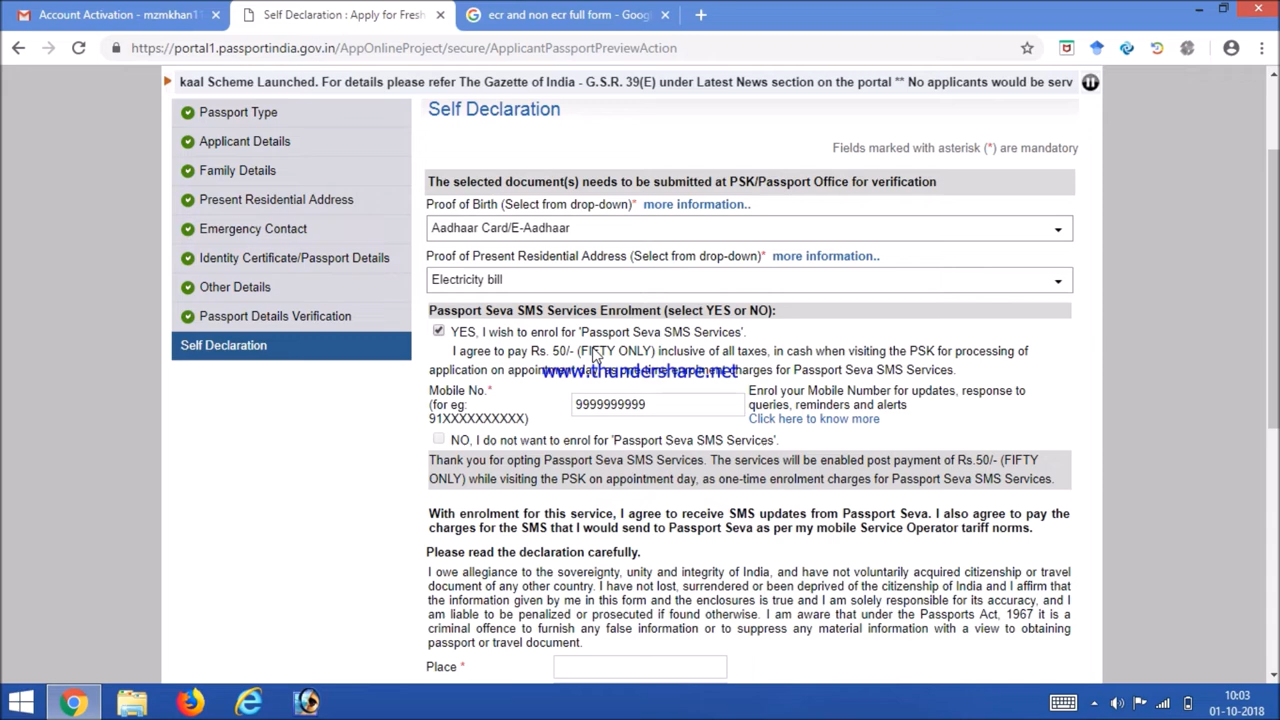 Account Activation - mzmkhan11
Self Declaration : Apply for Fresh
ecr and non ecr full form - Goog
https://portal1.passportindia.gov.in/AppOnlineProject/secure/ApplicantPassportPreviewAction
kaal Scheme Launched. For details please refer The Gazette of India - G.S.R. 39(E) under Latest News section on the portal ** No applicants would be serv
Passport Type
Applicant Details
Family Details
Present Residential Address
Emergency Contact
Identity Certificate/Passport Details
Other Details
Passport Details Verification
Self Declaration
Self Declaration
Fields marked with asterisk (*) are mandatory
The selected document(s) needs to be submitted at PSK/Passport Office for verification
Proof of Birth (Select from drop-down)* more information..
Aadhaar Card/E-Aadhaar
Proof of Present Residential Address (Select from drop-down)* more information..
Electricity bill
Passport Seva SMS Services Enrolment (select YES or NO):
YES, I wish to enrol for 'Passport Seva SMS Services'.
I agree to pay Rs. 50/- (FIFTY ONLY) inclusive of all taxes, in cash when visiting the PSK for processing of
application on appointment day, as one-time enrolment charges for Passport Seva SMS Services.
www.thundershare.net
Mobile No.*
(for eg:
91XXXXXXXXXX)
9999999999
Enrol your Mobile Number for updates, response to
queries, reminders and alerts
Click here to know more
NO, I do not want to enrol for 'Passport Seva SMS Services'.
Thank you for opting Passport Seva SMS Services. The services will be enabled post payment of Rs.50/- (FIFTY
ONLY) while visiting the PSK on appointment day, as one-time enrolment charges for Passport Seva SMS Services.
With enrolment for this service, I agree to receive SMS updates from Passport Seva. I also agree to pay the
charges for the SMS that I would send to Passport Seva as per my mobile Service Operator tariff norms.
Please read the declaration carefully.
I owe allegiance to the sovereignty, unity and integrity of India, and have not voluntarily acquired citizenship or travel
document of any other country. I have not lost, surrendered or been deprived of the citizenship of India and I affirm that
the information given by me in this form and the enclosures is true and I am solely responsible for its accuracy, and I
am liable to be penalized or prosecuted if found otherwise. I am aware that under the Passports Act, 1967 it is a
criminal offence to furnish any false information or to suppress any material information with a view to obtaining
passport or travel document.
Place *
10:03
01-10-2018